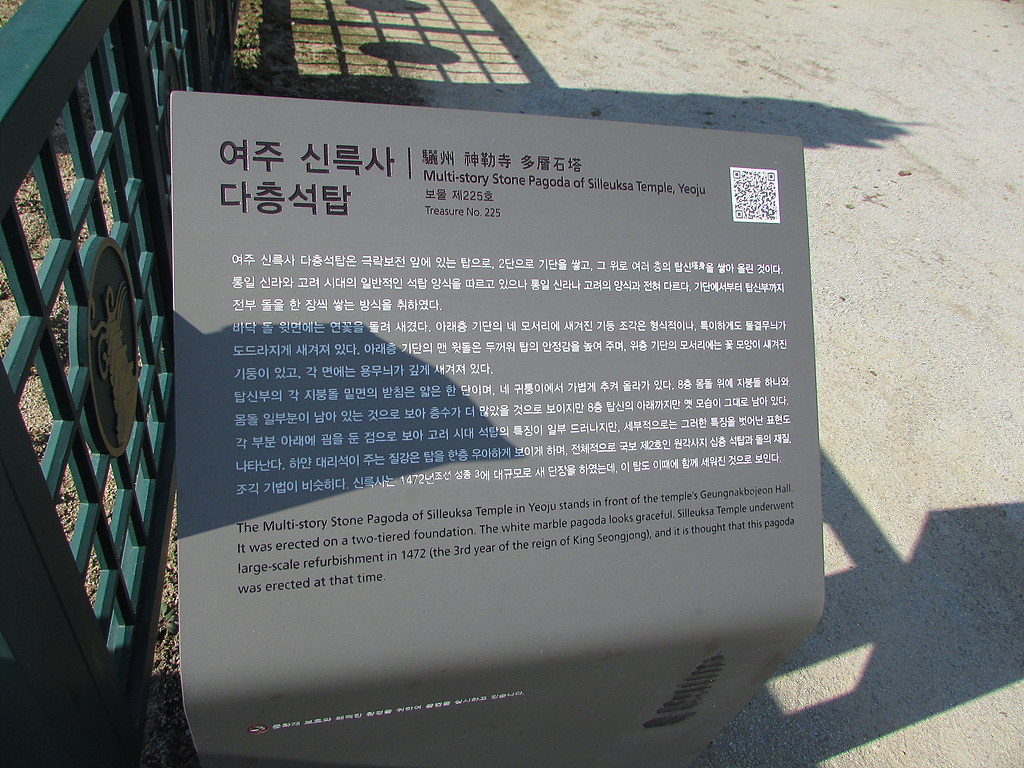 여주 신륵사
다층석탑
驪州 神勒寺 多層石塔
Multi-story Stone Pagoda of Silleuksa Temple, Yeoju
보물 제225호
Treasure No. 225
여주 신륵사 다층석탑은 극락보전 앞에 있는 탑으로, 2단으로 기단을 쌓고, 그 위로 여러 층의 탑신塔身을 쌓아 올린 것이다.
통일 신라와 고려 시대의 일반적인 석탑 양식을 따르고 있으나 통일 신라나 고려의 양식과 전혀 다르다. 기단에서부터 탑신부까지
전부 돌을 한 장씩 쌓는 방식을 취하였다.
바닥 돌 윗면에는 연꽃을 돌려 새겼다. 아래층 기단의 네 모서리에 새겨진 기둥 조각은 형식적이나, 특이하게도 물결무늬가
도드라지게 새겨져 있다. 아래층 기단의 맨 윗돌은 두꺼워 탑의 안정감을 높여 주며, 위층 기단의 모서리에는 꽃 모양이 새겨진
기둥이 있고, 각 면에는 용무늬가 깊게 새겨져 있다.
탑신부의 각 지붕돌 밑면의 받침은 얇은 한 단이며, 네 귀퉁이에서 가볍게 추켜 올라가 있다. 8층 몸돌 위에 지붕돌 하나와
몸돌 일부분이 남아 있는 것으로 보아 층수가 더 많았을 것으로 보이지만 8층 탑신의 아래까지만 옛 모습이 그대로 남아 있다.
각 부분 아래에 굄을 둔 점으로 보아 고려 시대 석탑의 특징이 일부 드러나지만, 세부적으로는 그러한 특징을 벗어난 표현도
나타난다. 하얀 대리석이 주는 질감은 탑을 한층 우아하게 보이게 하며, 전체적으로 국보 제2호인 원각사지 십층 석탑과 돌의 재질,
조각 기법이 비슷하다. 신륵사는 1472년조선 성종 3에 대규모로 새 단장을 하였는데, 이 탑도 이때에 함께 세워진 것으로 보인다.
The Multi-story Stone Pagoda of Silleuksa Temple in Yeoju stands in front of the temple's Geungnakbojeon Hall.
It was erected on a two-tiered foundation. The white marble pagoda looks graceful. Silleuksa Temple underwent
large-scale refurbishment in 1472 (the 3rd year of the reign of King Seongjong), and it is thought that this pagoda
was erected at that time.
문화재 보호와 쾌적한 환경을 위하여 금연을 실시하고 있습니다.